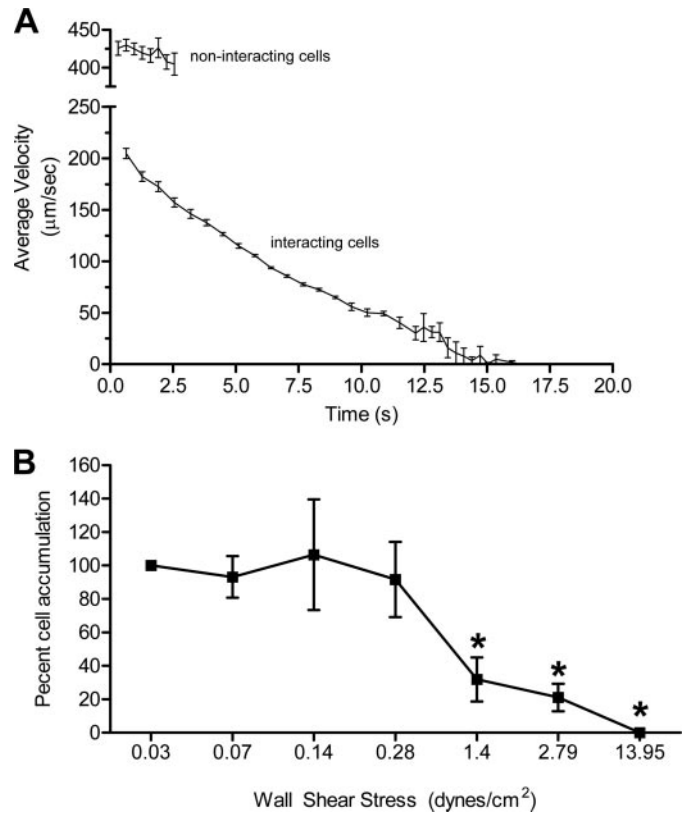 A
450
400
non-interacting cells
250
200
150
100
50
0
Average Velocity
(μm/sec)
interacting cells
0.0 2.5 5.0 7.5 10.0 12.5 15.0 17.5 20.0
Time (s)
B
160
140
120
100
80
60
40
20
0
Pecent cell accumulation
* * *
0.03 0.07 0.14 0.28 1.4 2.79 13.95
Wall Shear Stress (dynes/cm²)